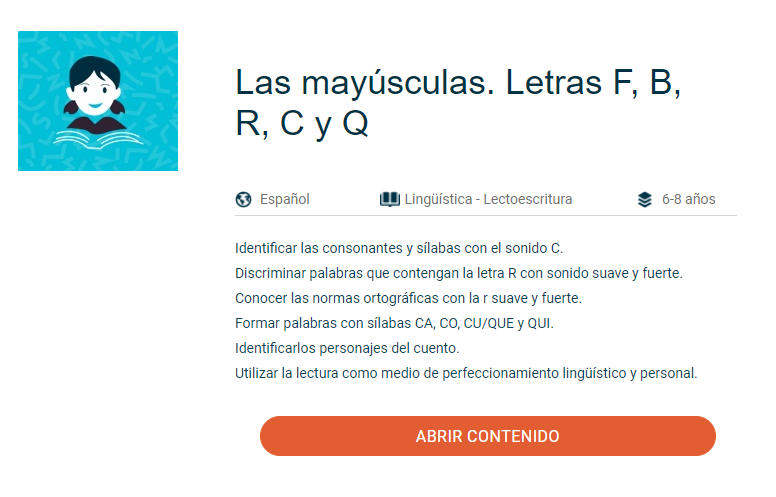 Las mayúsculas. Letras F, B,
R, C y Q
Español
Lingüística - Lectoescritura
6-8 años
Identificar las consonantes y sílabas con el sonido C.
Discriminar palabras que contengan la letra R con sonido suave y fuerte.
Conocer las normas ortográficas con la r suave y fuerte.
Formar palabras con sílabas CA, CO, CU/QUE y QUI.
Identificarlos personajes del cuento.
Utilizar la lectura como medio de perfeccionamiento lingüístico y personal.
ABRIR CONTENIDO